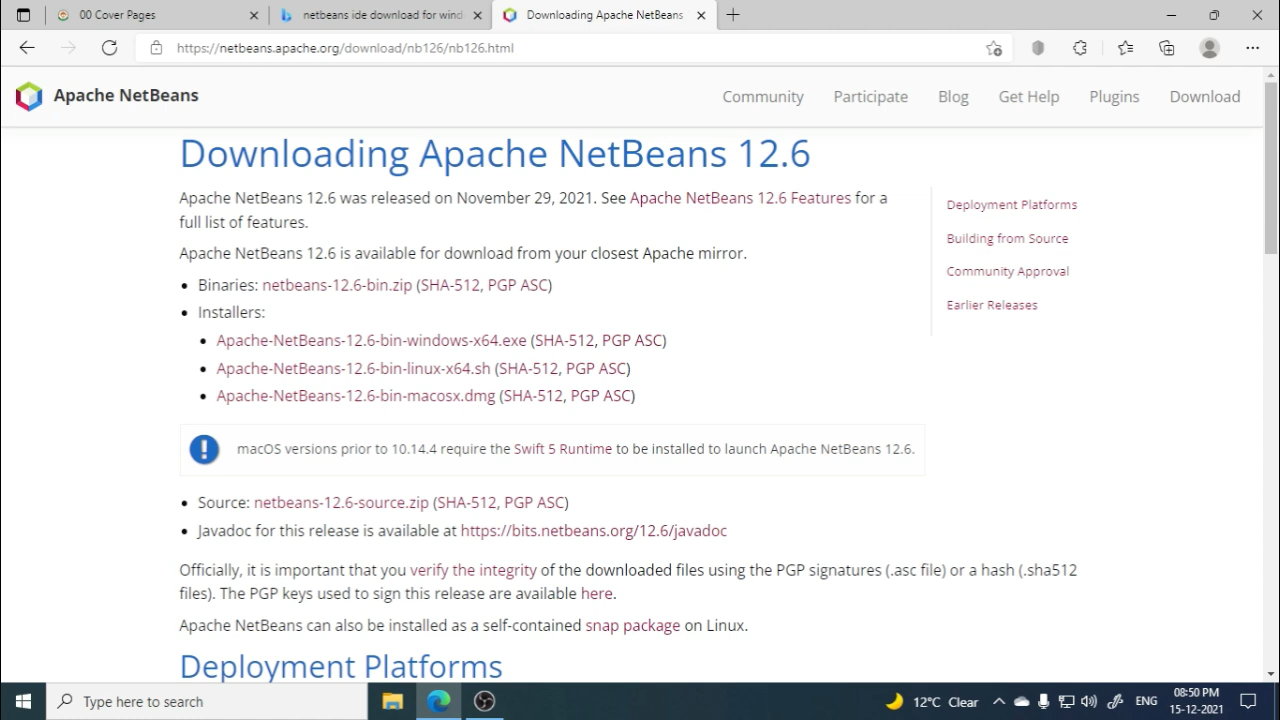 00 Cover Pages
netbeans ide download for wind
Downloading Apache NetBeans
https://netbeans.apache.org/download/nb126/nb126.html
Apache NetBeans
Community
Participate
Blog
Get Help
Plugins
Download
Downloading Apache NetBeans 12.6
Apache NetBeans 12.6 was released on November 29, 2021. See Apache NetBeans 12.6 Features for a
full list of features.
Apache NetBeans 12.6 is available for download from your closest Apache mirror.
• Binaries: netbeans-12.6-bin.zip (SHA-512, PGP ASC)
• Installers:
• Apache-NetBeans-12.6-bin-windows-x64.exe (SHA-512, PGP ASC)
• Apache-NetBeans-12.6-bin-linux-x64.sh (SHA-512, PGP ASC)
• Apache-NetBeans-12.6-bin-macosx.dmg (SHA-512, PGP ASC)
macOS versions prior to 10.14.4 require the Swift 5 Runtime to be installed to launch Apache NetBeans 12.6.
• Source: netbeans-12.6-source.zip (SHA-512, PGP ASC)
• Javadoc for this release is available at https://bits.netbeans.org/12.6/javadoc
Officially, it is important that you verify the integrity of the downloaded files using the PGP signatures (.asc file) or a hash (.sha512
files). The PGP keys used to sign this release are available here.
Apache NetBeans can also be installed as a self-contained snap package on Linux.
Deployment Platforms
Deployment Platforms
Building from Source
Community Approval
Earlier Releases
Type here to search
12°C Clear
ENG
08:50 PM
15-12-2021